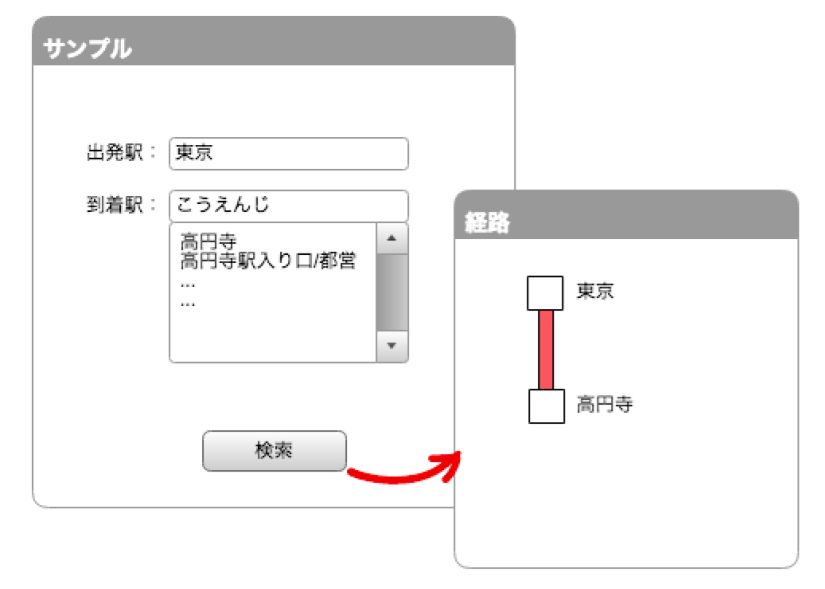 サンプル
出発駅： 東京
到着駅： こうえんじ
高円寺
高円寺駅入り口/都営
...
...
検索
経路
東京
高円寺